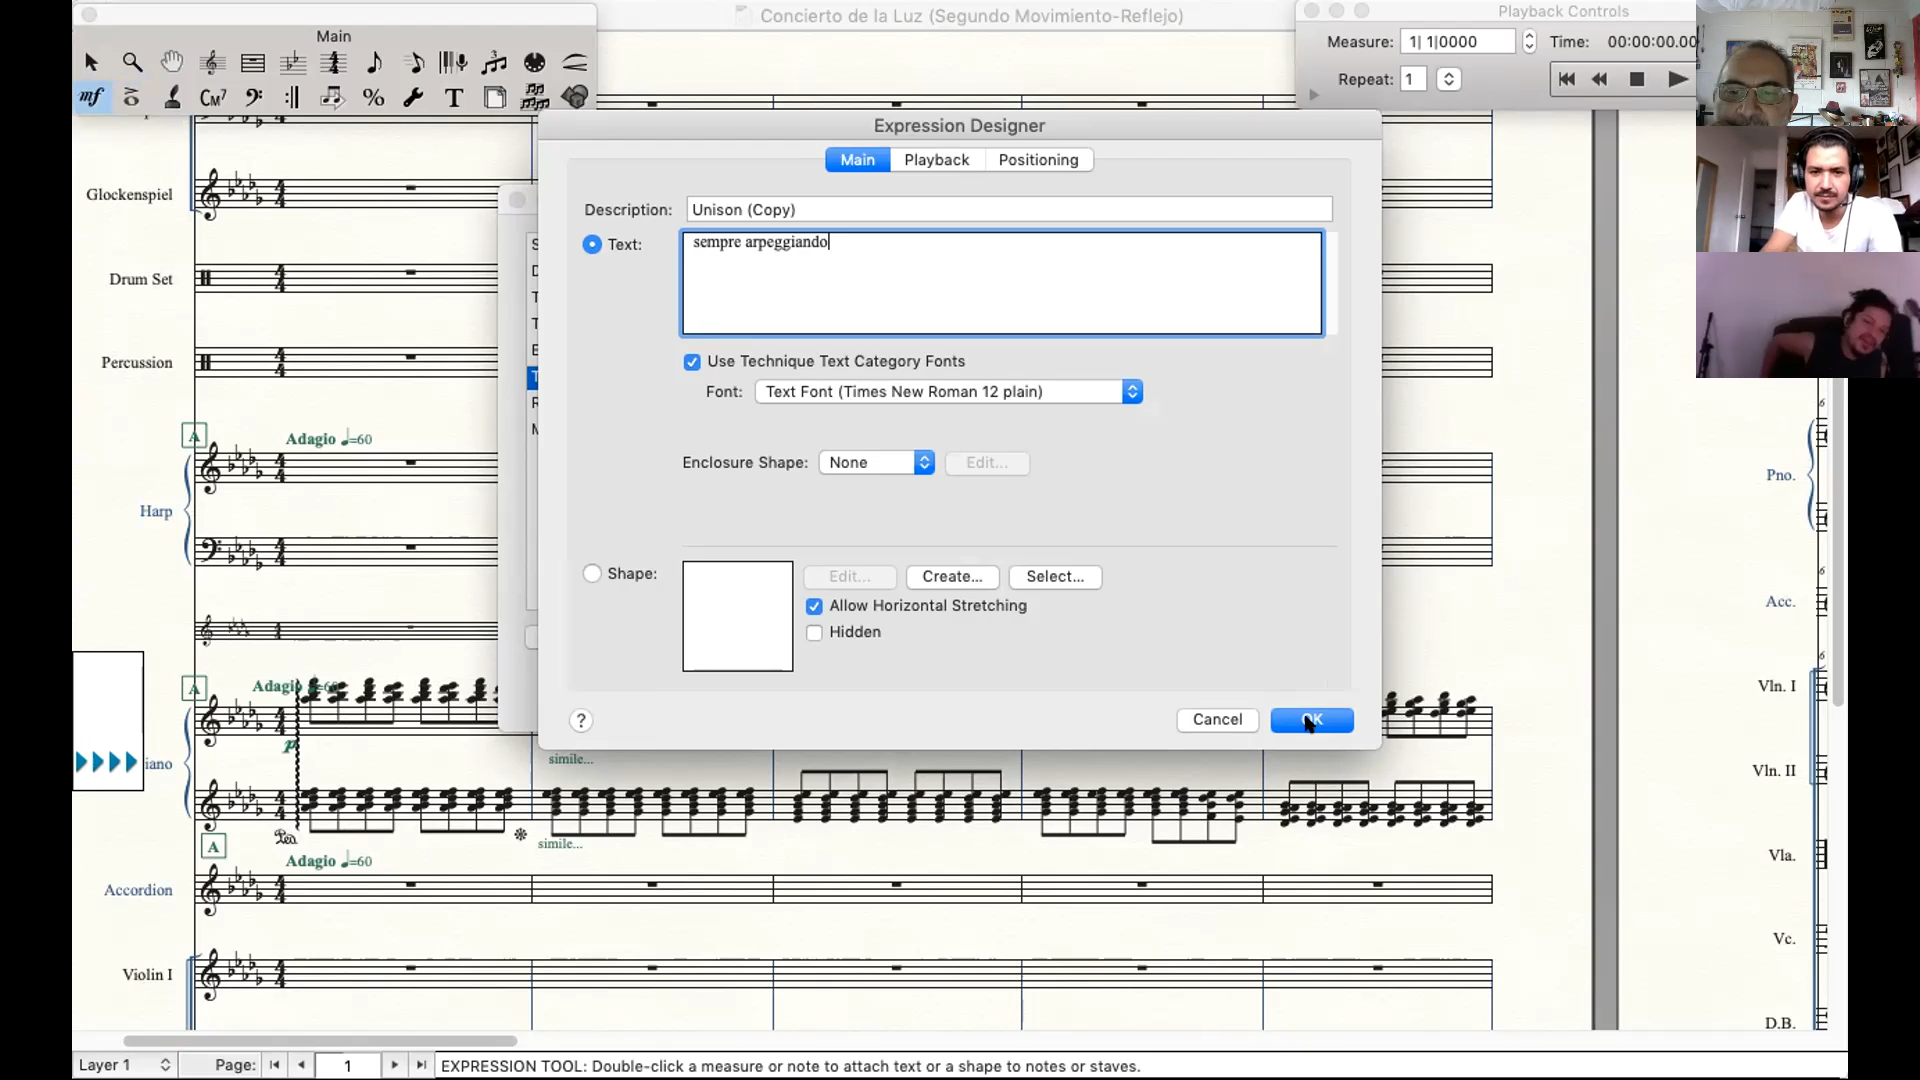 Concierto de la Luz (Segundo Movimiento-Reflejo)
Main
Playback Controls
Measure: 1| 1|0000 Time: 00:00:00.00
Repeat: 1
mf CM7 % T
Expression Designer
Main Playback Positioning
Description: Unison (Copy)
Text: sempre arpeggiando
Use Technique Text Category Fonts
Font: Text Font (Times New Roman 12 plain)
Enclosure Shape: None Edit...
Shape: Edit... Create... Select...
Allow Horizontal Stretching
Hidden
? Cancel OK
Glockenspiel
Drum Set
Percussion
A Adagio =60
Harp
A Adagio =60
p
iano
simile...
simile...
A
Adagio =60
Accordion
Violin I
Pno.
Acc.
Vln. I
Vln. II
Vla.
Vc.
D.B.
Layer 1 Page: 1 EXPRESSION TOOL: Double-click a measure or note to attach text or a shape to notes or staves.